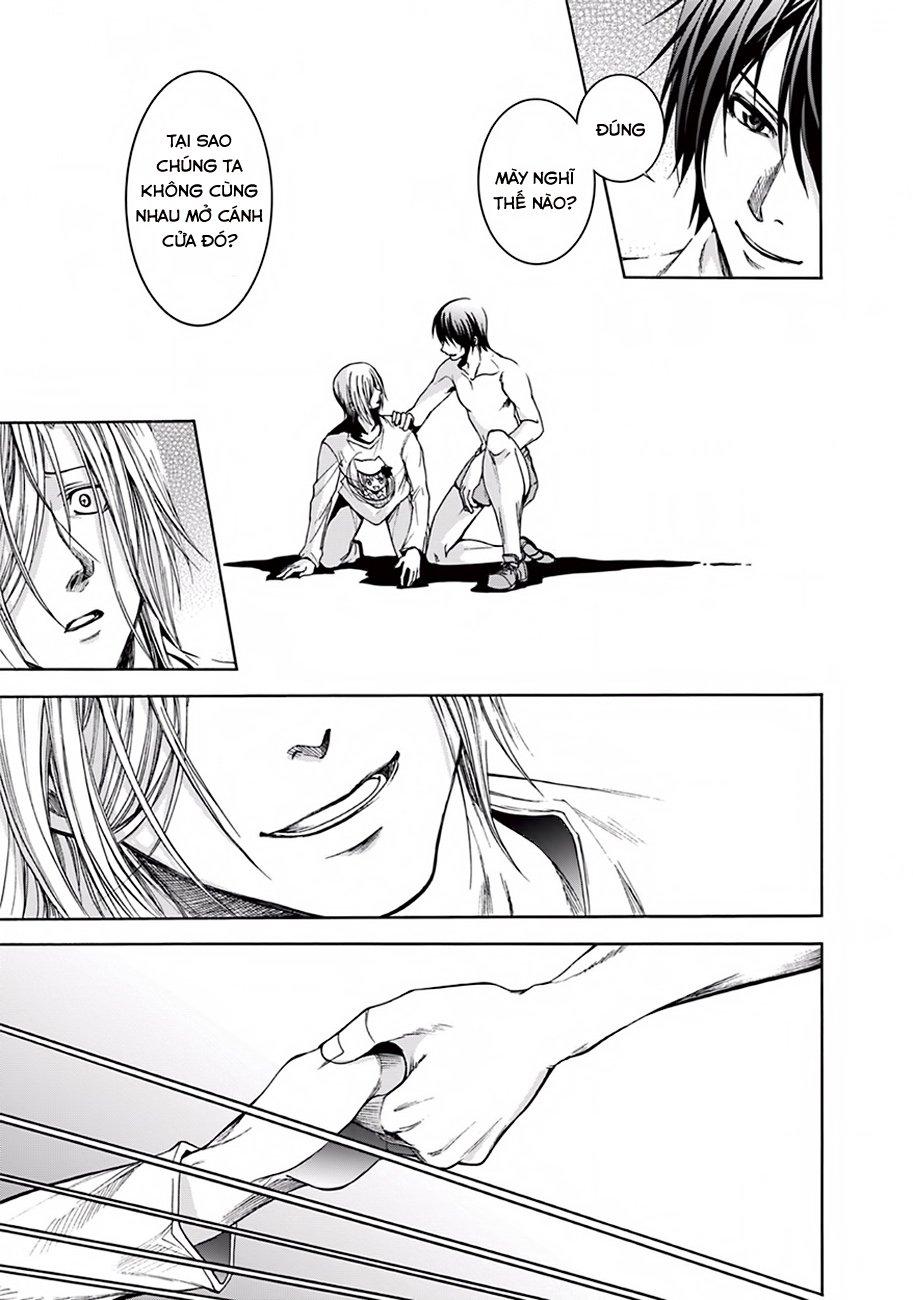 ĐÚNG
MÀY NGHĨ
THẾ NÀO?
TẠI SAO
CHÚNG TA
KHÔNG CÙNG
NHAU MỞ CÁNH
CỬA ĐÓ?